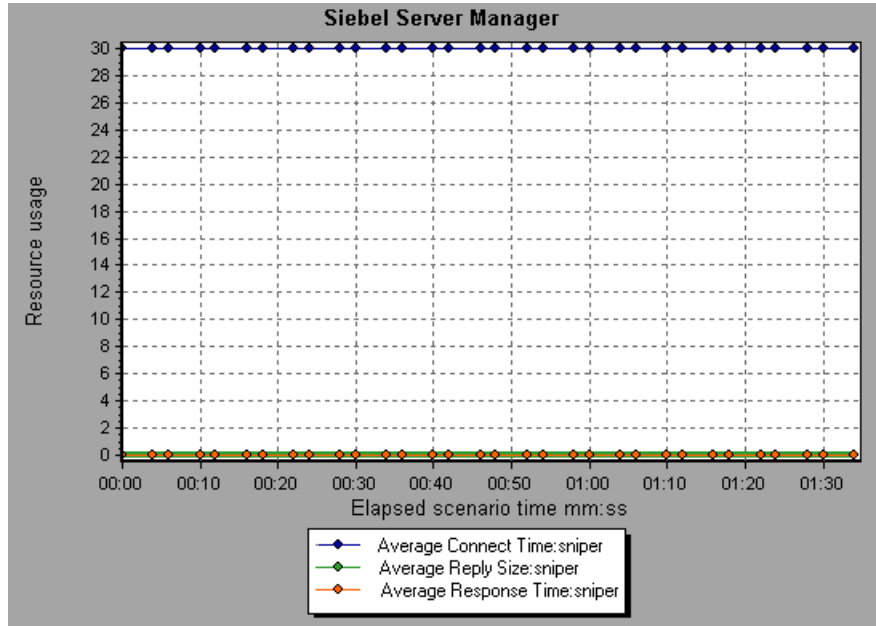 Siebel Server Manager
30
28
26
24
22
20
18
16
14
12
10
8
6
4
2
0
Resource usage
00:00 00:10 00:20 00:30 00:40 00:50 01:00 01:10 01:20 01:30
Elapsed scenario time mm:ss
Average Connect Time:sniper
Average Reply Size:sniper
Average Response Time:sniper